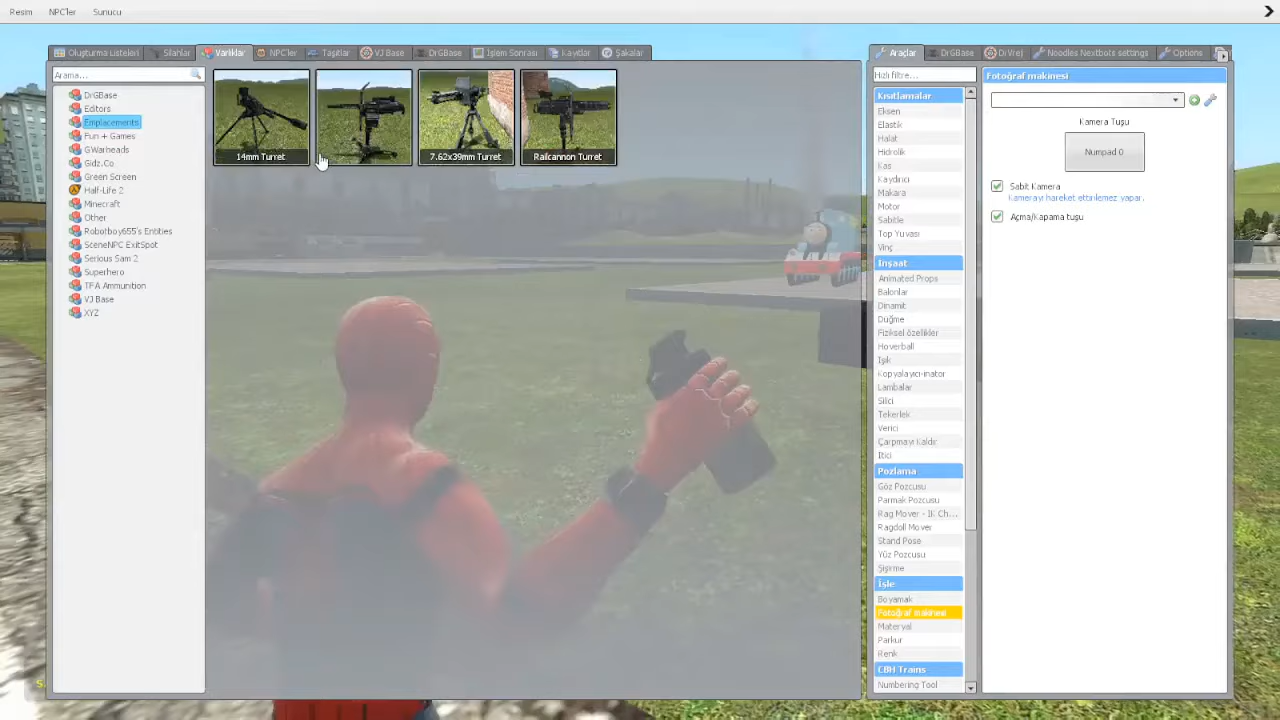 Resim NPC'ler Sunucu
Oluşturma Listeleri Silahlar Varlıklar NPC'ler Taşıtlar VJ Base DrGBase İşlem Sonrası Kayıtlar Şakalar
Arama...
DrGBase
Editors
Emplacements
Fun + Games
GWarheads
Gidz.Co
Green Screen
Half-Life 2
Minecraft
Other
Robotboy655's Entities
SceneNPC ExitSpot
Serious Sam 2
Superhero
TFA Ammunition
VJ Base
XYZ
14mm Turret
7.62x39mm Turret
Railcannon Turret
Araçlar DrGBase DrVrej Noodles Nextbots settings Options
Hızlı filtre...
Kısıtlamalar
Eksen
Elastik
Halat
Hidrolik
Kas
Kaydırıcı
Makara
Motor
Sabitle
Top Yuvası
Vinç
İnşaat
Animated Props
Balonlar
Dinamit
Düğme
Fiziksel özellikler
Hoverball
Işık
Kopyalayıcı-inatör
Lambalar
Silici
Tekerlek
Verici
Çarpmayı Kaldır
İtici
Pozlama
Göz Pozcusu
Parmak Pozcusu
Rag Mover - IK Ch...
Ragdoll Mover
Stand Pose
Yüz Pozcusu
Şişirme
İşle
Boyamak
Fotoğraf makinesi
Materyal
Parkur
Renk
CBH Trains
Numbering Tool
Fotoğraf makinesi
Kamera Tuşu
Numpad 0
Sabit Kamera
Kamerayı hareket ettirilemez yapar.
Açma/Kapama tuşu